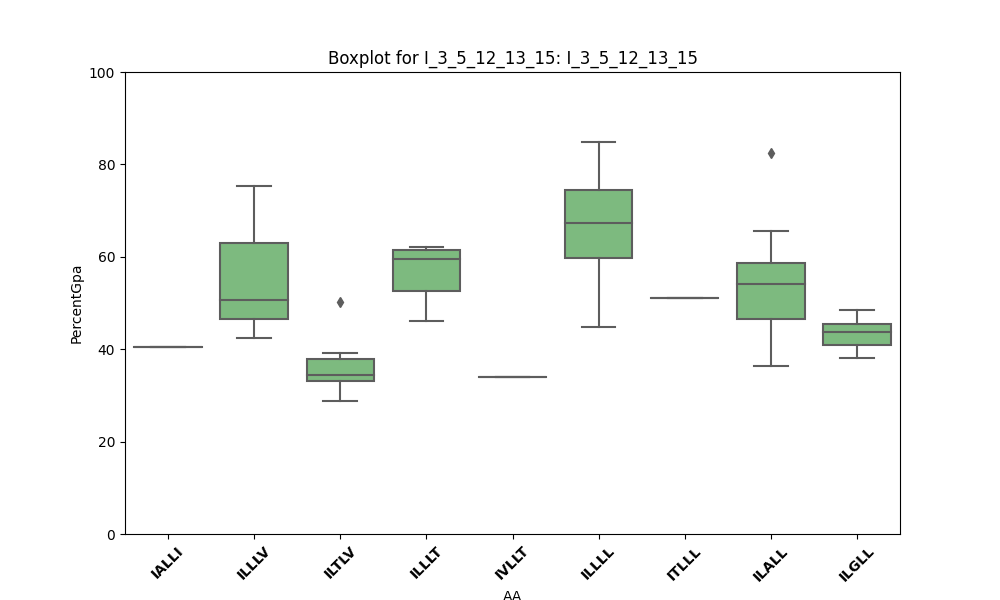 Boxplot for I_3_5_12_13_15: I_3_5_12_13_15
100
80
60
40
20
0
PercentGpa
IALLI
ILLLV
ILTLV
ILLLT
IVLLT
ILLLL
ITLLL
ILALL
ILGLL
AA